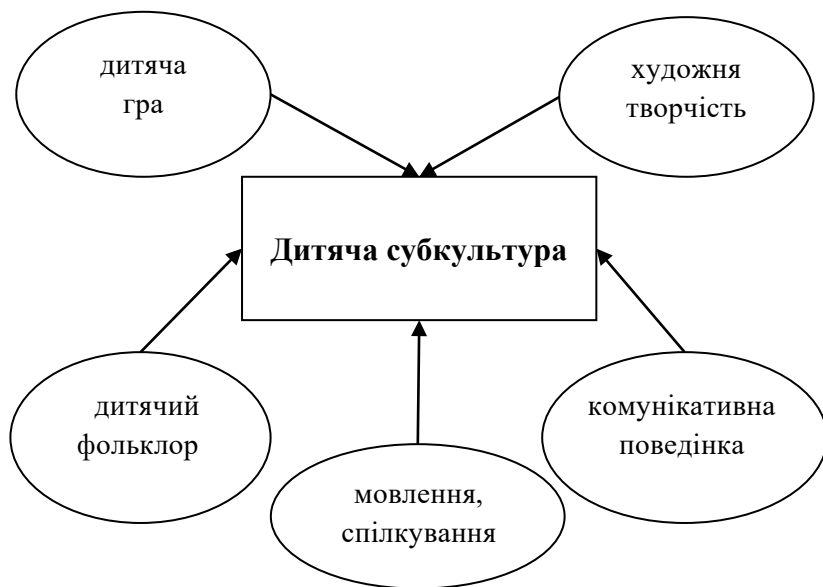 дитяча
гра
художня
творчість
Дитяча субкультура
дитячий
фольклор
комунікативна
поведінка
мовлення,
спілкування